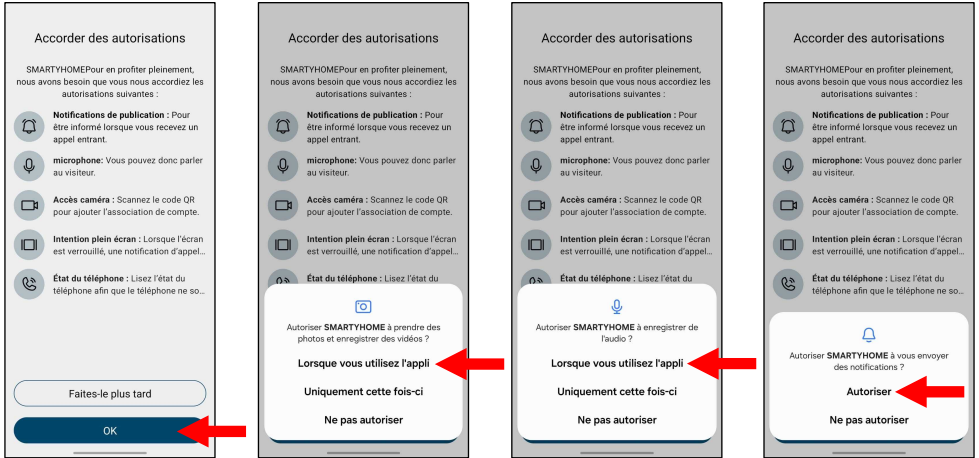 Accorder des autorisations
SMARTYHOMEPour en profiter pleinement,
nous avons besoin que vous nous accordiez les
autorisations suivantes :
Notifications de publication : Pour
être informé lorsque vous recevez un
appel entrant.
microphone: Vous pouvez donc parler
au visiteur.
Accès caméra : Scannez le code QR
pour ajouter l'association de compte.
Intention plein écran : Lorsque l'écran
est verrouillé, une notification d'appel...
État du téléphone : Lisez l'état du
téléphone afin que le téléphone ne so...
Faites-le plus tard
OK
Accorder des autorisations
SMARTYHOMEPour en profiter pleinement,
nous avons besoin que vous nous accordiez les
autorisations suivantes :
Notifications de publication : Pour
être informé lorsque vous recevez un
appel entrant.
microphone: Vous pouvez donc parler
au visiteur.
Accès caméra : Scannez le code QR
pour ajouter l'association de compte.
Intention plein écran : Lorsque l'écran
est verrouillé, une notification d'appel...
État du téléphone : Lisez l'état du
Autoriser SMARTYHOME à prendre des
photos et enregistrer des vidéos ?
Lorsque vous utilisez l'appli
Uniquement cette fois-ci
Ne pas autoriser
Accorder des autorisations
SMARTYHOMEPour en profiter pleinement,
nous avons besoin que vous nous accordiez les
autorisations suivantes :
Notifications de publication : Pour
être informé lorsque vous recevez un
appel entrant.
microphone: Vous pouvez donc parler
au visiteur.
Accès caméra : Scannez le code QR
pour ajouter l'association de compte.
Intention plein écran : Lorsque l'écran
est verrouillé, une notification d'appel...
État du téléphone : Lisez l'état du
Autoriser SMARTYHOME à enregistrer de
l'audio ?
Lorsque vous utilisez l'appli
Uniquement cette fois-ci
Ne pas autoriser
Accorder des autorisations
SMARTYHOMEPour en profiter pleinement,
nous avons besoin que vous nous accordiez les
autorisations suivantes :
Notifications de publication : Pour
être informé lorsque vous recevez un
appel entrant.
microphone: Vous pouvez donc parler
au visiteur.
Accès caméra : Scannez le code QR
pour ajouter l'association de compte.
Intention plein écran : Lorsque l'écran
est verrouillé, une notification d'appel...
État du téléphone : Lisez l'état du
téléphone afin que le téléphone ne so...
Autoriser SMARTYHOME à vous envoyer
des notifications ?
Autoriser
Ne pas autoriser